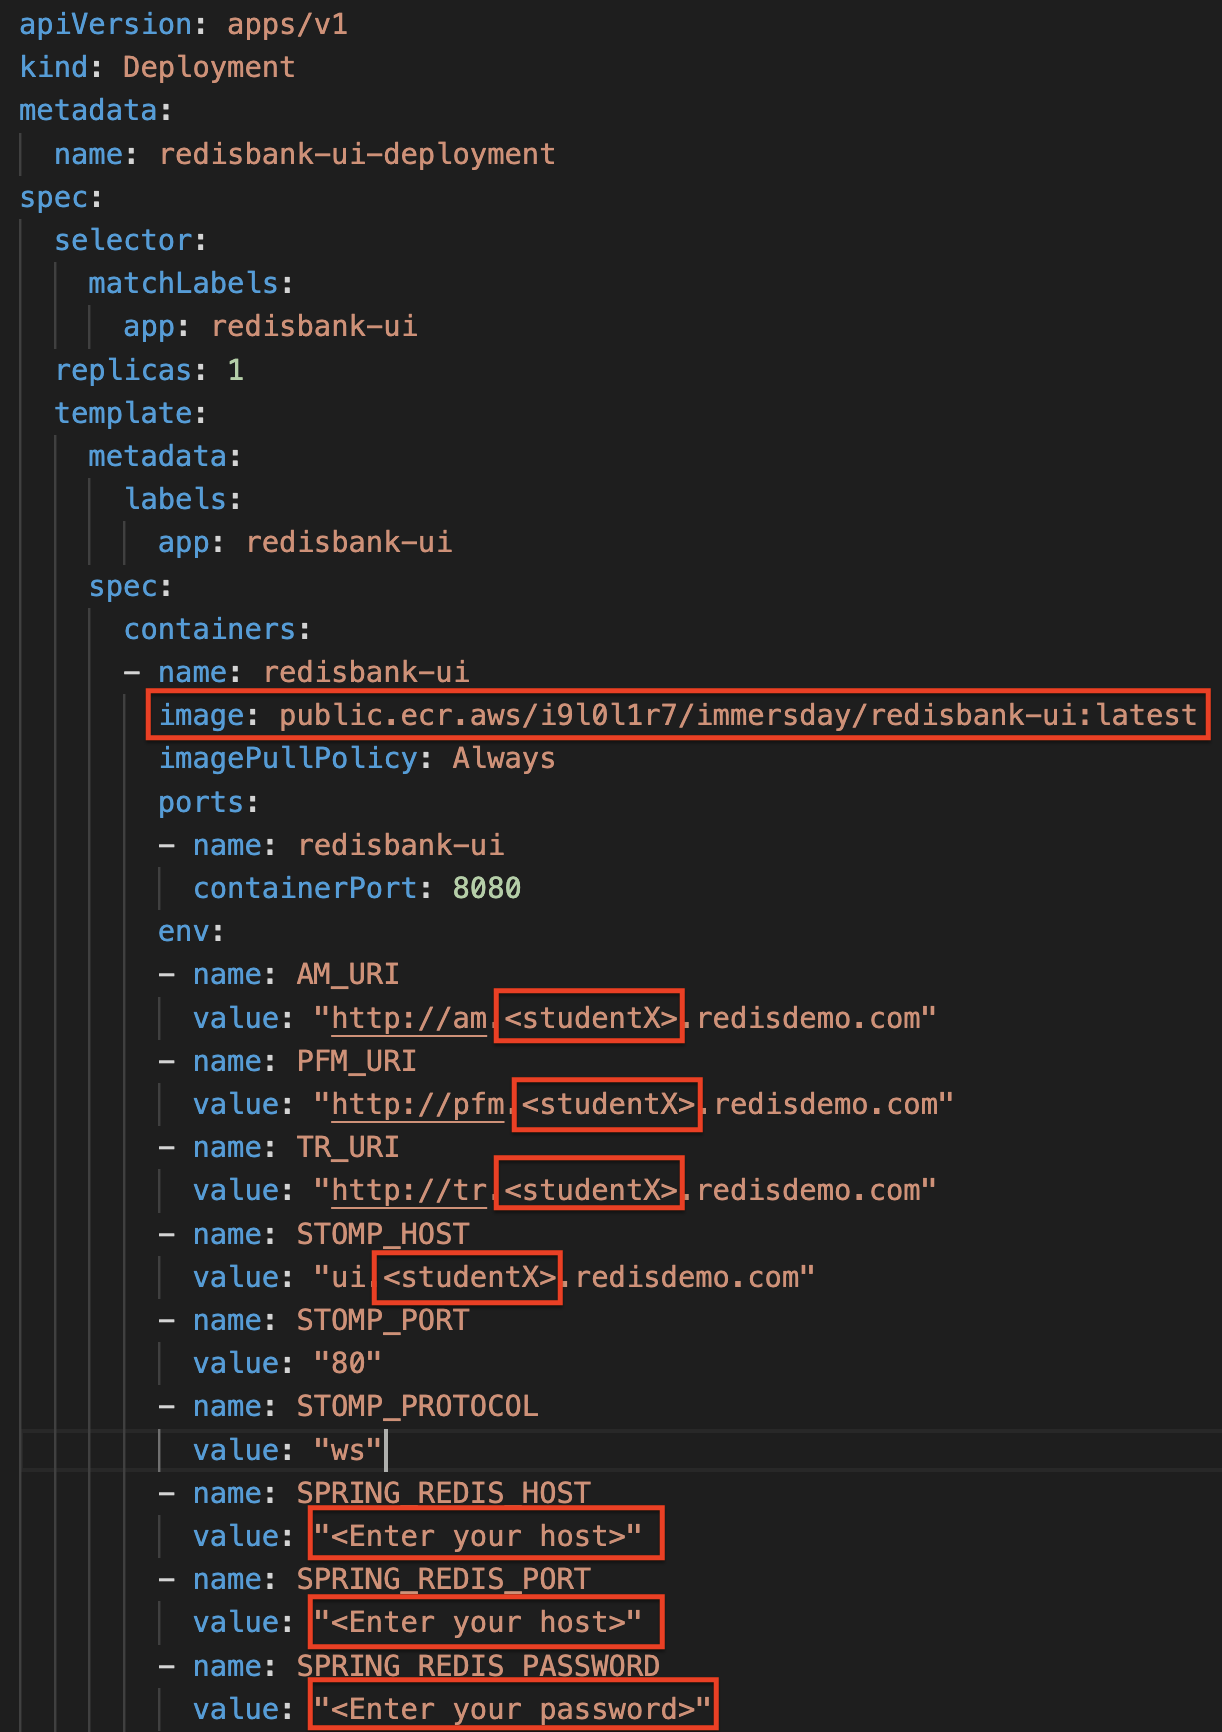 apiVersion: apps/v1
kind: Deployment
metadata:
  name: redisbank-ui-deployment
spec:
  selector:
    matchLabels:
      app: redisbank-ui
  replicas: 1
  template:
    metadata:
      labels:
        app: redisbank-ui
    spec:
      containers:
      - name: redisbank-ui
        image: public.ecr.aws/i9l0l1r7/immersday/redisbank-ui:latest
        imagePullPolicy: Always
        ports:
        - name: redisbank-ui
          containerPort: 8080
        env:
        - name: AM_URI
          value: "http://am.<studentX>.redisdemo.com"
        - name: PFM_URI
          value: "http://pfm.<studentX>.redisdemo.com"
        - name: TR_URI
          value: "http://tr.<studentX>.redisdemo.com"
        - name: STOMP_HOST
          value: "ui.<studentX>.redisdemo.com"
        - name: STOMP_PORT
          value: "80"
        - name: STOMP_PROTOCOL
          value: "ws"
        - name: SPRING_REDIS_HOST
          value: "<Enter your host>"
        - name: SPRING_REDIS_PORT
          value: "<Enter your host>"
        - name: SPRING_REDIS_PASSWORD
          value: "<Enter your password>"